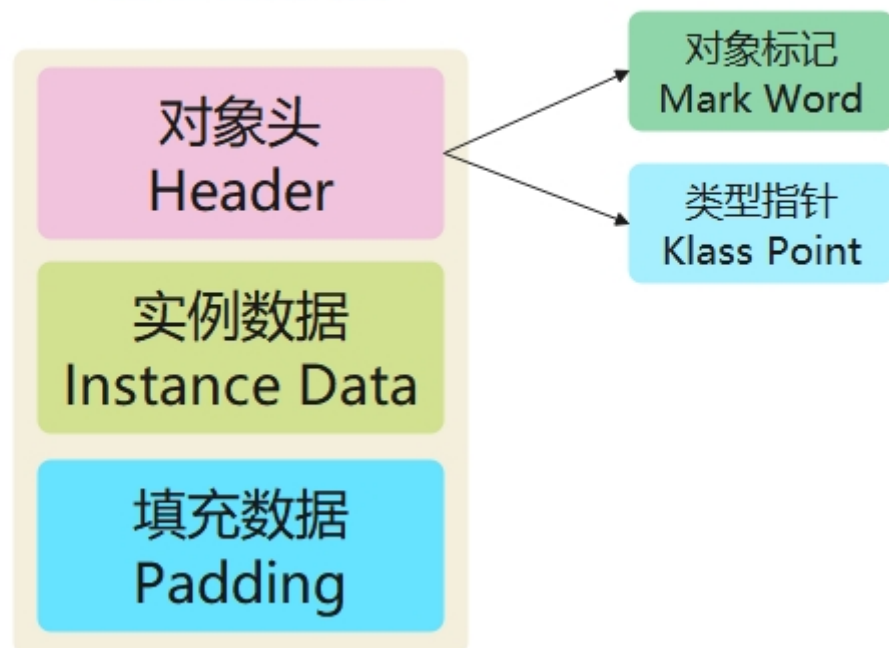 对象头
Header
对象标记
Mark Word
类型指针
Klass Point
实例数据
Instance Data
填充数据
Padding